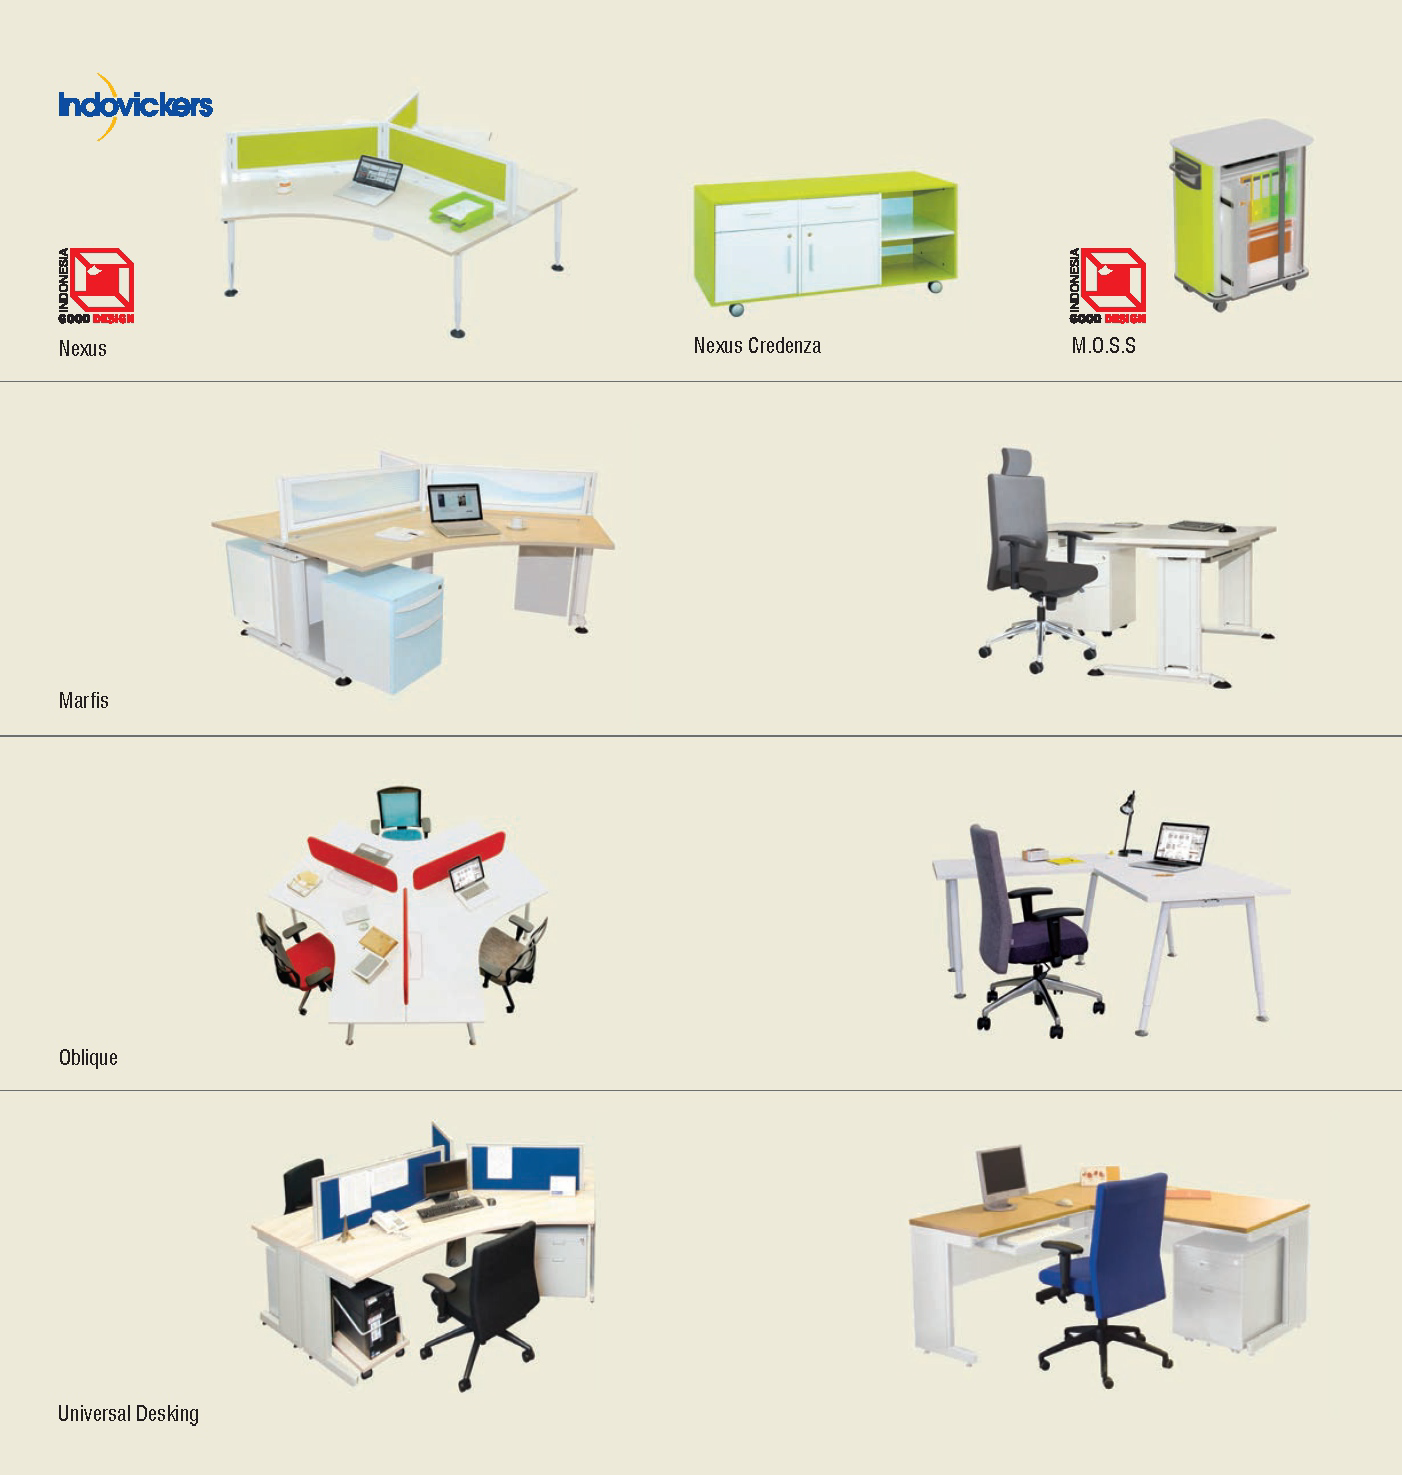 Indovickers
INDONESIA
GOOD DESIGN
Nexus
Nexus Credenza
INDONESIA
GOOD DESIGN
M.O.S.S
Marfis
Oblique
Universal Desking